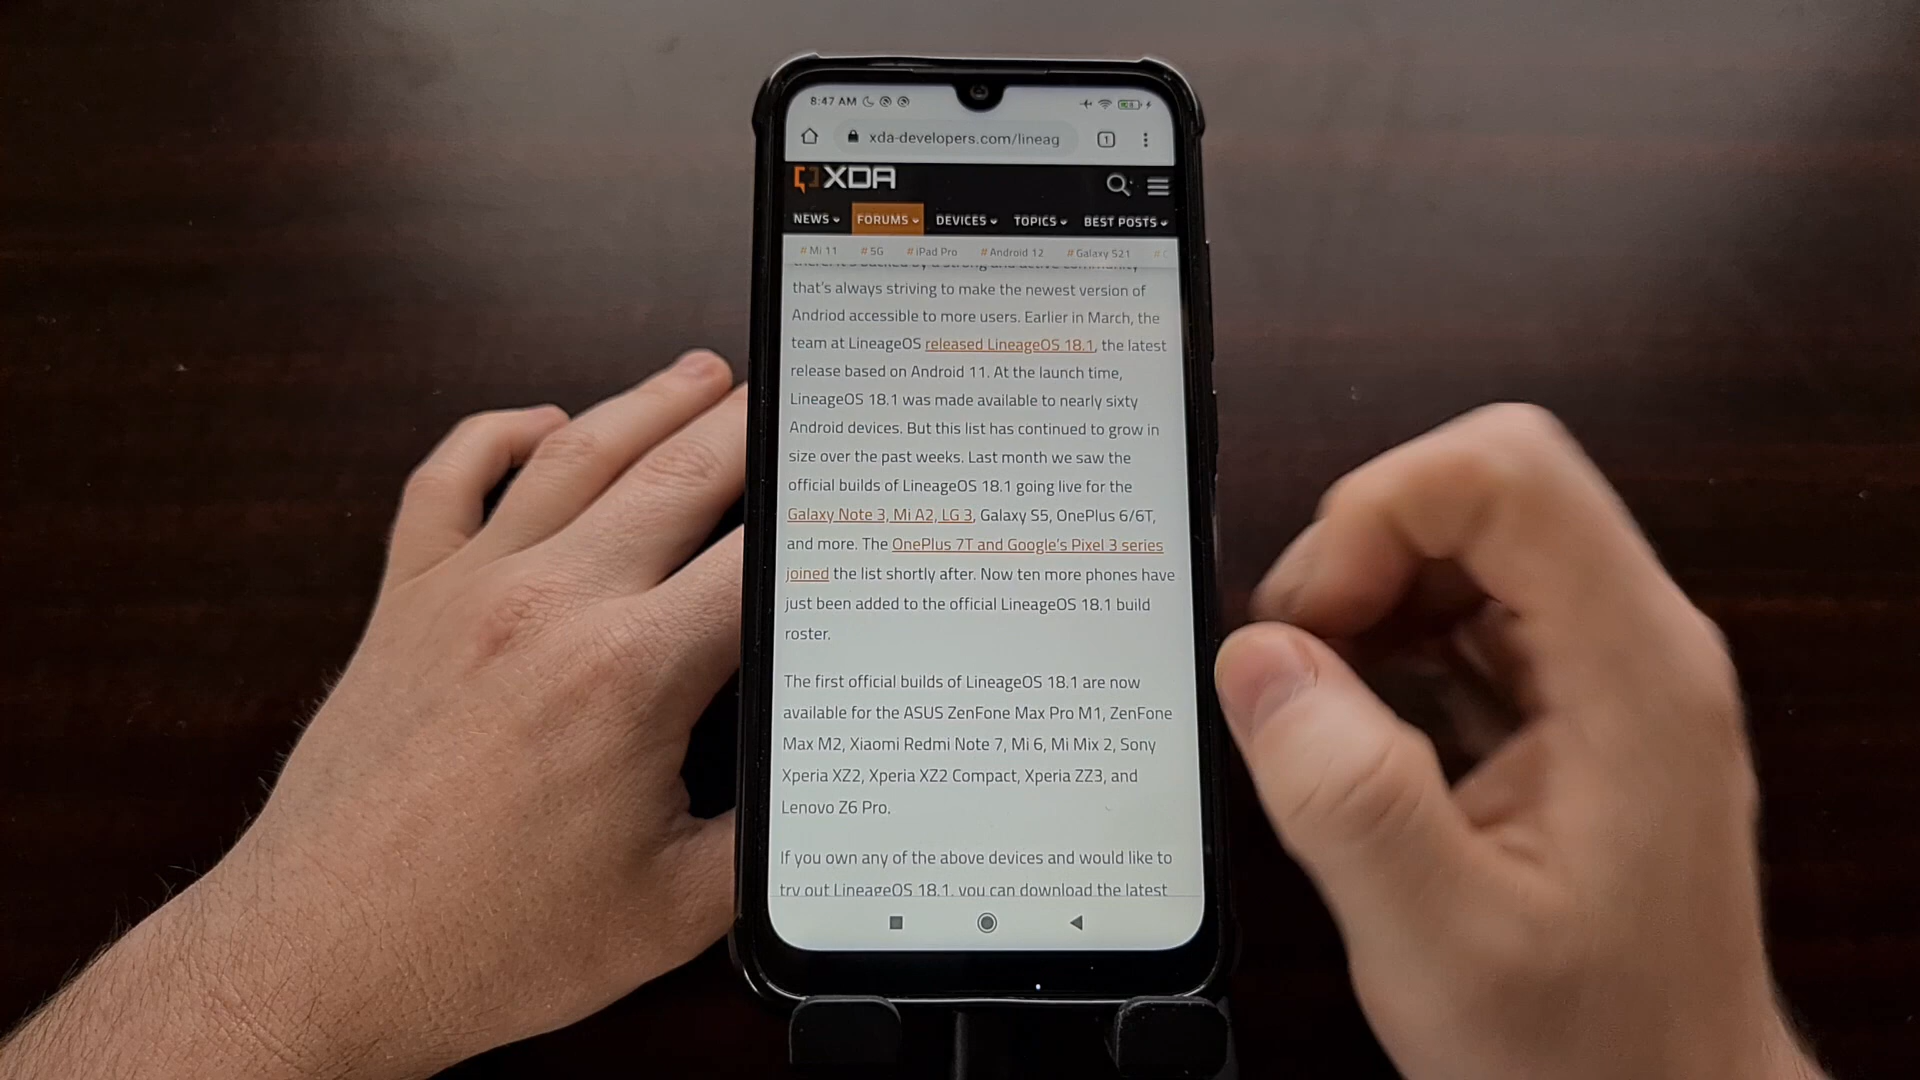 8:47 AM
xda-developers.com/lineag
1
XDA
NEWS FORUMS DEVICES TOPICS BEST POSTS
#Mi 11 #5G #iPad Pro #Android 12 #Galaxy S21 #
there! It's backed by a strong and active community
that's always striving to make the newest version of
Andriod accessible to more users. Earlier in March, the
team at LineageOS released LineageOS 18.1, the latest
release based on Android 11. At the launch time,
LineageOS 18.1 was made available to nearly sixty
Android devices. But this list has continued to grow in
size over the past weeks. Last month we saw the
official builds of LineageOS 18.1 going live for the
Galaxy Note 3, Mi A2, LG 3, Galaxy S5, OnePlus 6/6T,
and more. The OnePlus 7T and Google's Pixel 3 series
joined the list shortly after. Now ten more phones have
just been added to the official LineageOS 18.1 build
roster.
The first official builds of LineageOS 18.1 are now
available for the ASUS ZenFone Max Pro M1, ZenFone
Max M2, Xiaomi Redmi Note 7, Mi 6, Mi Mix 2, Sony
Xperia XZ2, Xperia XZ2 Compact, Xperia ZZ3, and
Lenovo Z6 Pro.
If you own any of the above devices and would like to
try out LineageOS 18.1, you can download the latest